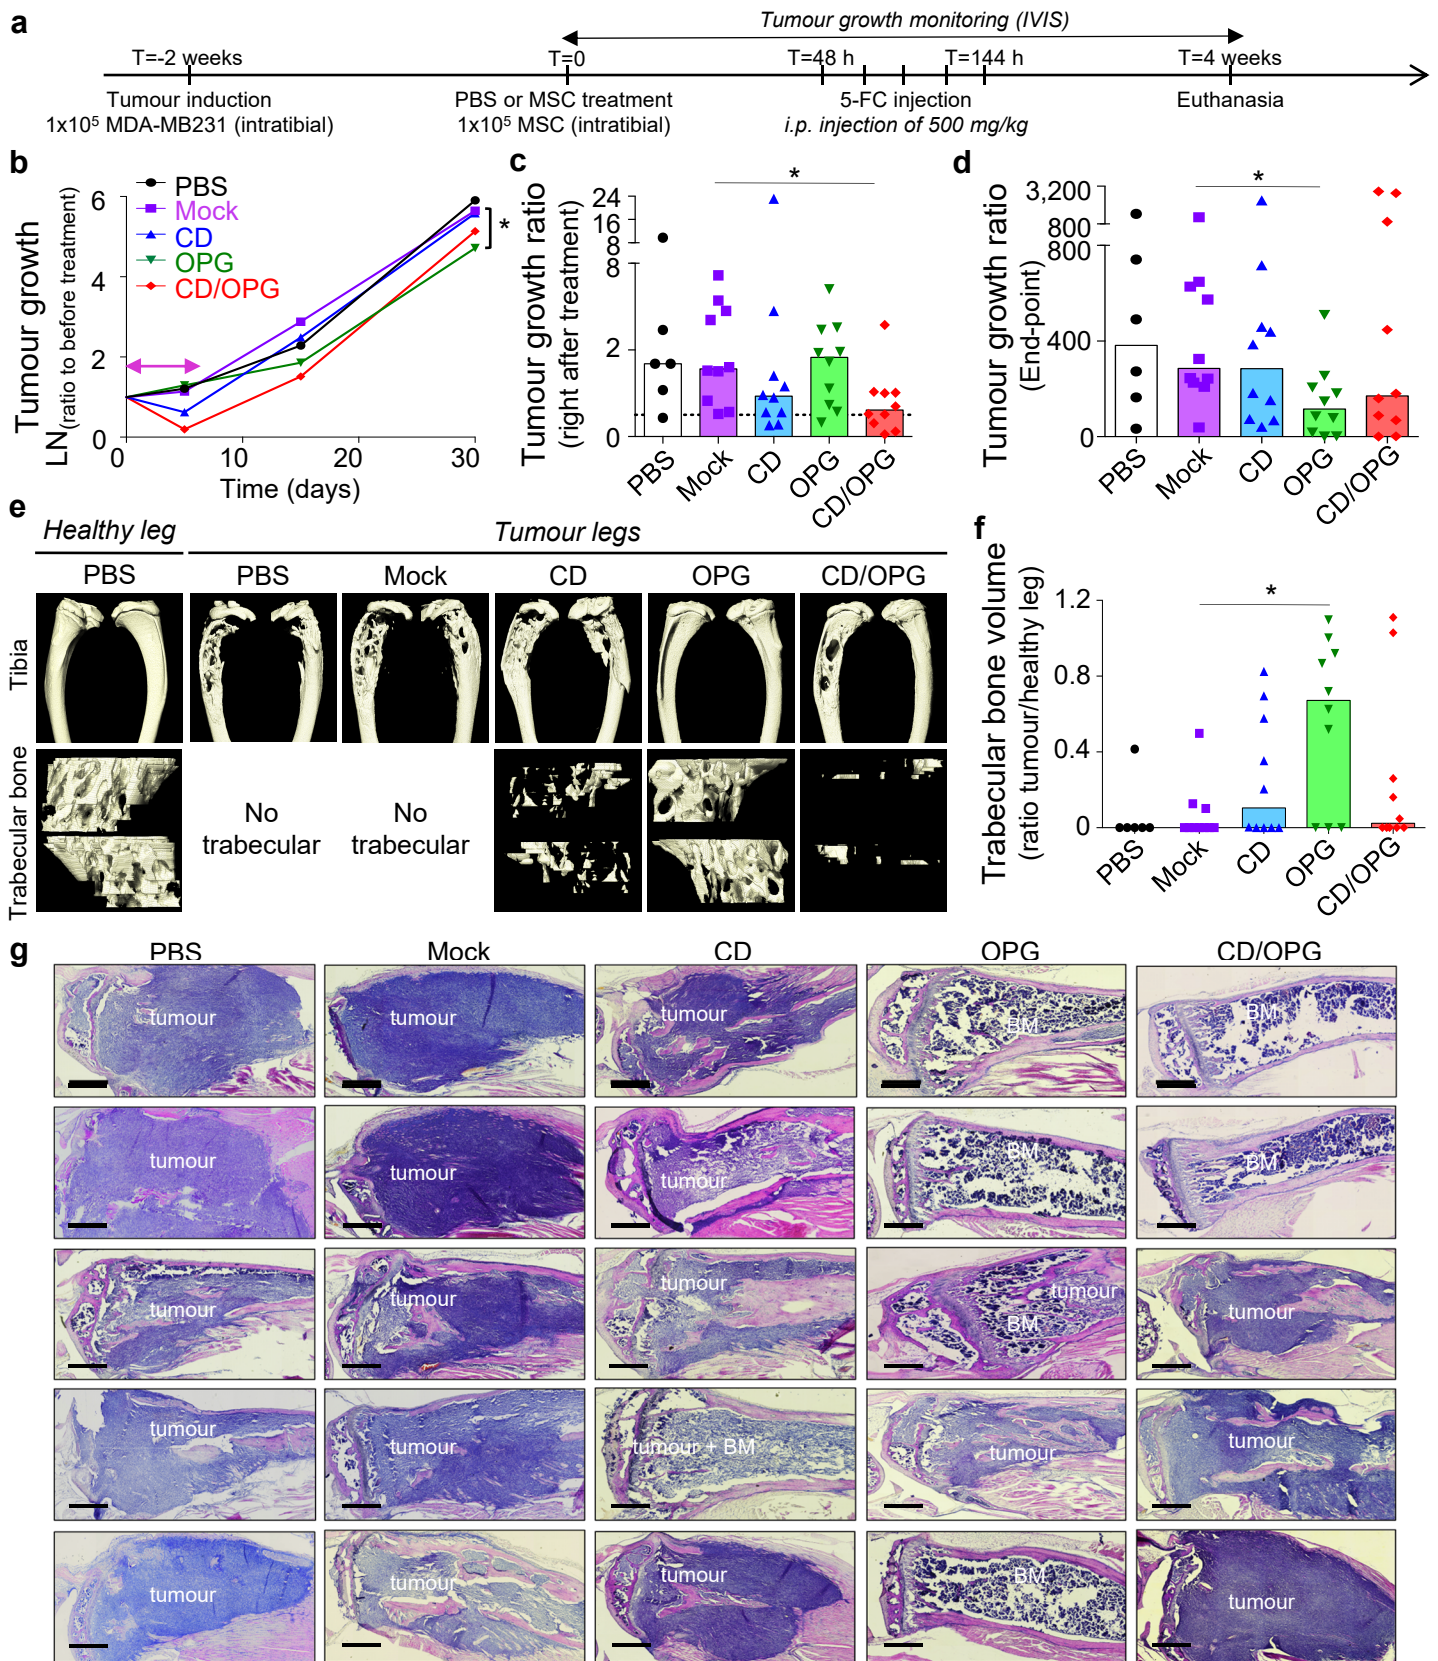 a
Tumour growth monitoring (IVIS)
T=-2 weeks
T=0
T=48 h
T=144 h
T=4 weeks
Tumour induction
1x10⁵ MDA-MB231 (intratibial)
PBS or MSC treatment
1x10⁵ MSC (intratibial)
5-FC injection
i.p. injection of 500 mg/kg
Euthanasia
b
Tumour growth
LN(ratio to before treatment)
6
4
2
0
0
10
20
30
Time (days)
PBS
Mock
CD
OPG
CD/OPG
*
c
Tumour growth ratio
(right after treatment)
24
16
8
8
2
0
*
PBS
Mock
CD
OPG
CD/OPG
d
Tumour growth ratio
(End-point)
3,200
800
800
400
0
*
PBS
Mock
CD
OPG
CD/OPG
e
Healthy leg
Tumour legs
PBS
PBS
Mock
CD
OPG
CD/OPG
Tibia
Trabecular bone
No
trabecular
No
trabecular
f
Trabecular bone volume
(ratio tumour/healthy leg)
1.2
0.8
0.4
0
*
PBS
Mock
CD
OPG
CD/OPG
g
PBS
Mock
CD
OPG
CD/OPG
tumour
tumour
tumour
BM
BM
tumour
tumour
tumour
BM
BM
tumour
tumour
tumour
tumour
BM
tumour
tumour
tumour
tumour + BM
tumour
tumour
tumour
tumour
tumour
BM
tumour